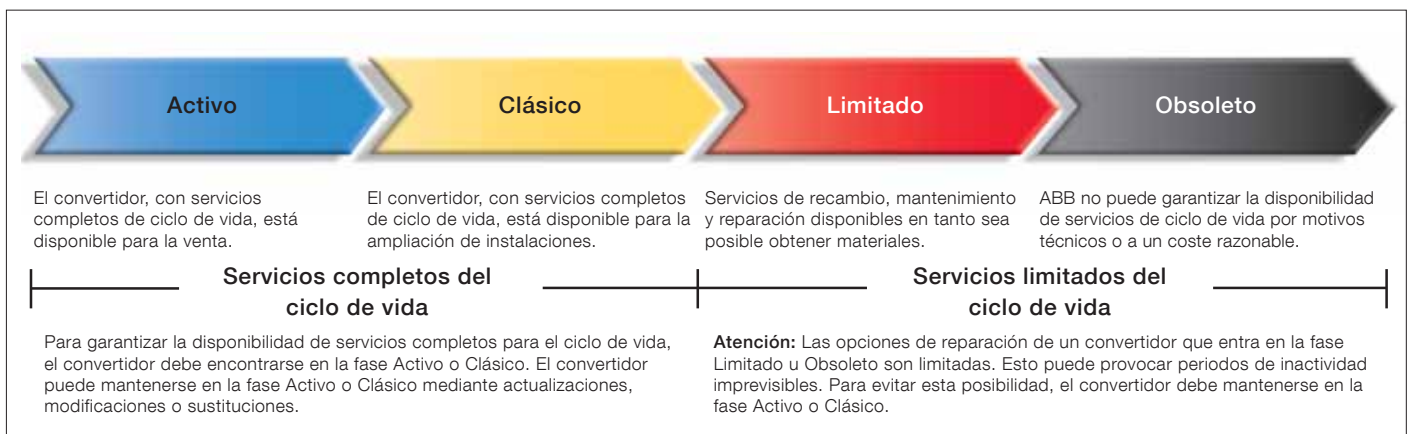 Activo
Clásico
Limitado
Obsoleto
El convertidor, con servicios
completos de ciclo de vida, está
disponible para la venta.
El convertidor, con servicios completos
de ciclo de vida, está disponible para la
ampliación de instalaciones.
Servicios de recambio, mantenimiento
y reparación disponibles en tanto sea
posible obtener materiales.
ABB no puede garantizar la disponibilidad
de servicios de ciclo de vida por motivos
técnicos o a un coste razonable.
Servicios completos del
ciclo de vida
Servicios limitados del
ciclo de vida
Para garantizar la disponibilidad de servicios completos para el ciclo de vida,
el convertidor debe encontrarse en la fase Activo o Clásico. El convertidor
puede mantenerse en la fase Activo o Clásico mediante actualizaciones,
modificaciones o sustituciones.
Atención: Las opciones de reparación de un convertidor que entra en la fase
Limitado u Obsoleto son limitadas. Esto puede provocar periodos de inactividad
imprevisibles. Para evitar esta posibilidad, el convertidor debe mantenerse en la
fase Activo o Clásico.